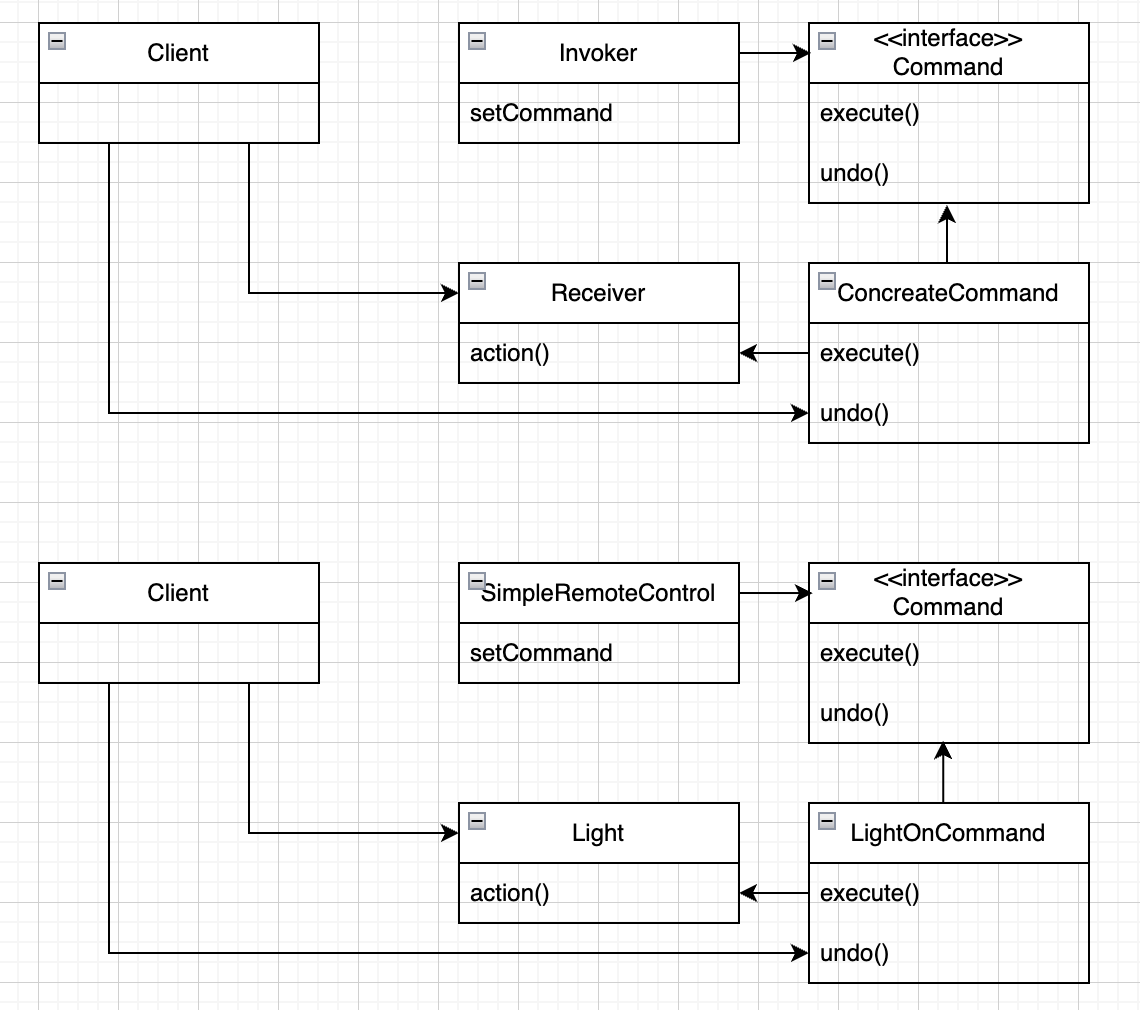 Client
Invoker
setCommand
<<interface>>
Command
execute()
undo()
Receiver
action()
ConcreateCommand
execute()
undo()
Client
SimpleRemoteControl
setCommand
<<interface>>
Command
execute()
undo()
Light
action()
LightOnCommand
execute()
undo()